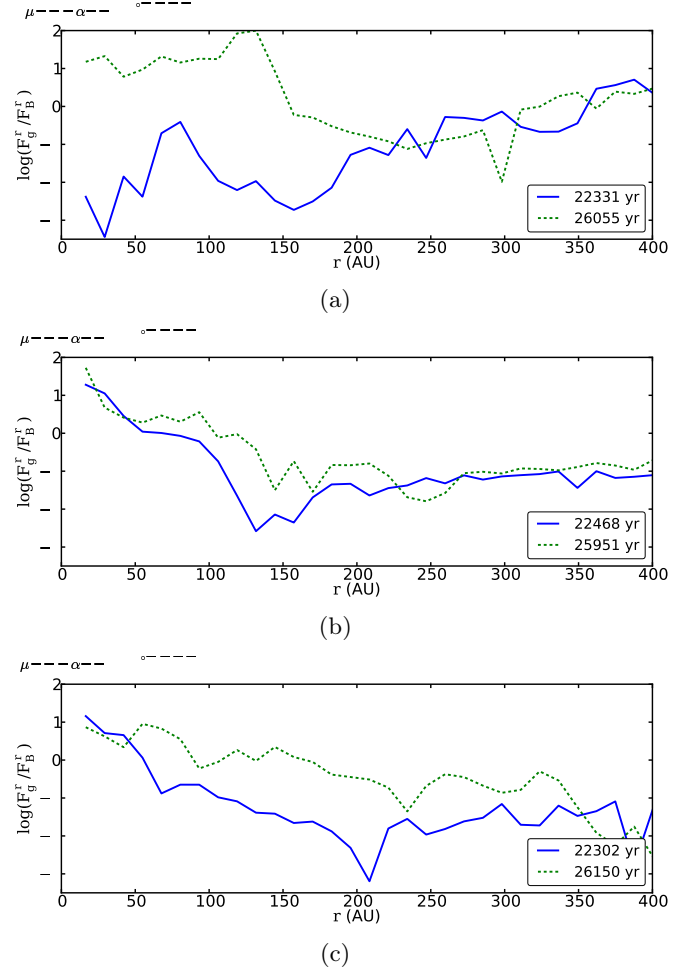 μ−−−α−− ∘−−−−
2
1
0
−
−
−
log(F_g^r/F_B^r)
22331 yr
26055 yr
0 50 100 150 200 250 300 350 400
r (AU)
(a)
μ−−−α−− ∘−−−−
2
1
0
−
−
−
log(F_g^r/F_B^r)
22468 yr
25951 yr
0 50 100 150 200 250 300 350 400
r (AU)
(b)
μ−−−α−− ∘−−−−
2
1
0
−
−
−
log(F_g^r/F_B^r)
22302 yr
26150 yr
0 50 100 150 200 250 300 350 400
r (AU)
(c)